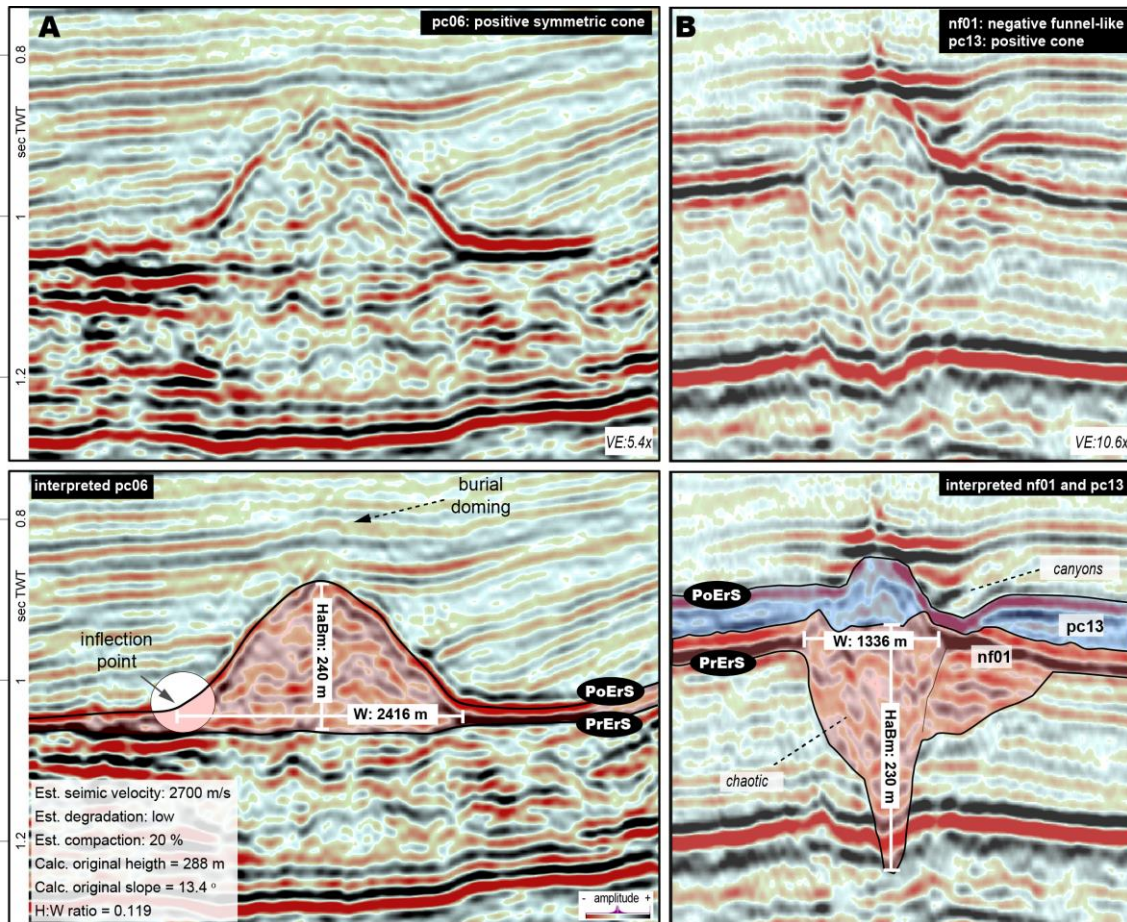 A
pc06: positive symmetric cone
0.8
sec TWT
1
1.2
VE:5.4x
B
nf01: negative funnel-like
pc13: positive cone
VE:10.6x
interpreted pc06
burial
doming
0.8
sec TWT
HaBm: 240 m
inflection
point
1
PoErS
W: 2416 m
PrErS
Est. seimic velocity: 2700 m/s
Est. degradation: low
1.2
Est. compaction: 20 %
Calc. original heigth = 288 m
Calc. original slope = 13.4 º
H:W ratio = 0.119
- amplitude +
interpreted nf01 and pc13
canyons
PoErS
pc13
W: 1336 m
nf01
PrErS
HaBm: 230 m
chaotic